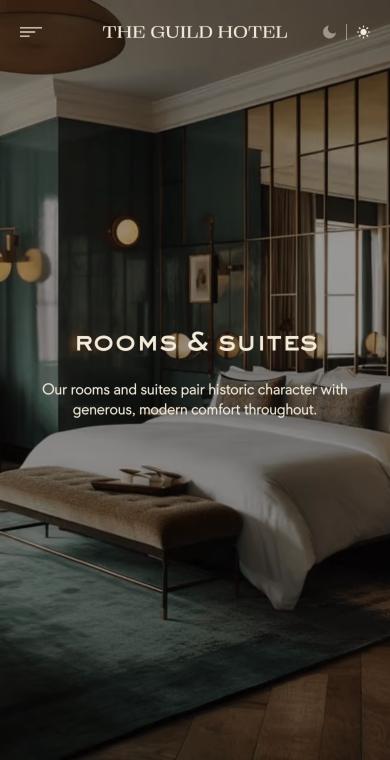 THE GUILD HOTEL
ROOMS & SUITES
Our rooms and suites pair historic character with
generous, modern comfort throughout.